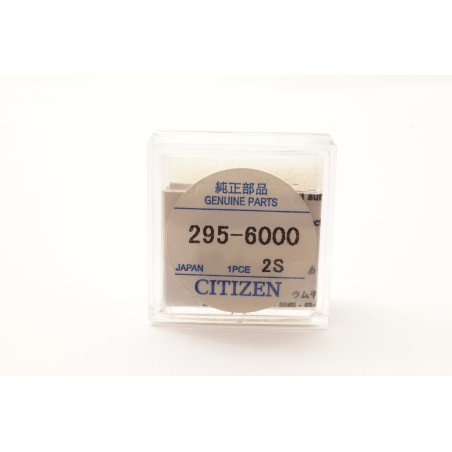 純正部品
GENUINE PARTS
295-6000
JAPAN 1PCE 2S
CITIZEN